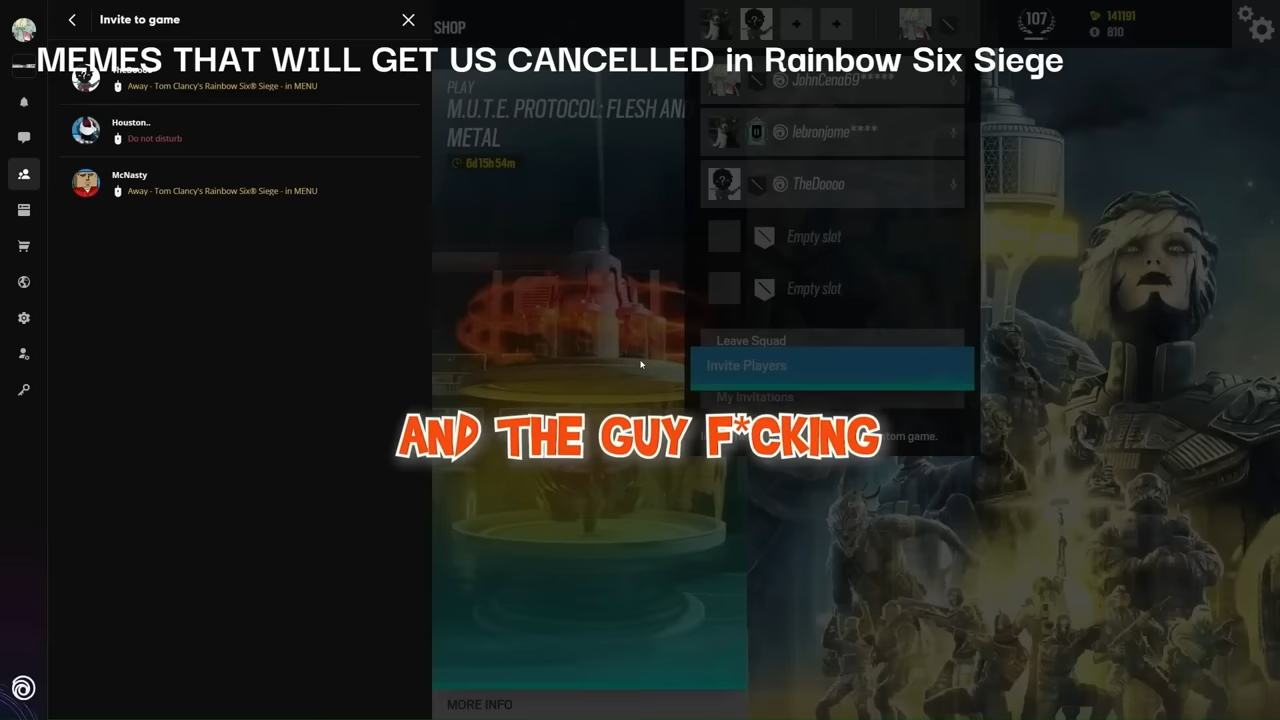 Invite to game
SHOP
107
141191
810
MEMES THAT WILL GET US CANCELLED in Rainbow Six Siege
TheDoooo
Away - Tom Clancy's Rainbow Six® Siege - in MENU
Houston..
Do not disturb
McNasty
Away - Tom Clancy's Rainbow Six® Siege - in MENU
PLAY
M.U.T.E. PROTOCOL: FLESH AND
METAL
6d 15h 54m
JohnCena69*****
lebronjame****
TheDoooo
Empty slot
Empty slot
Leave Squad
Invite Players
My Invitations
tom game.
AND THE GUY F*CKING
MORE INFO